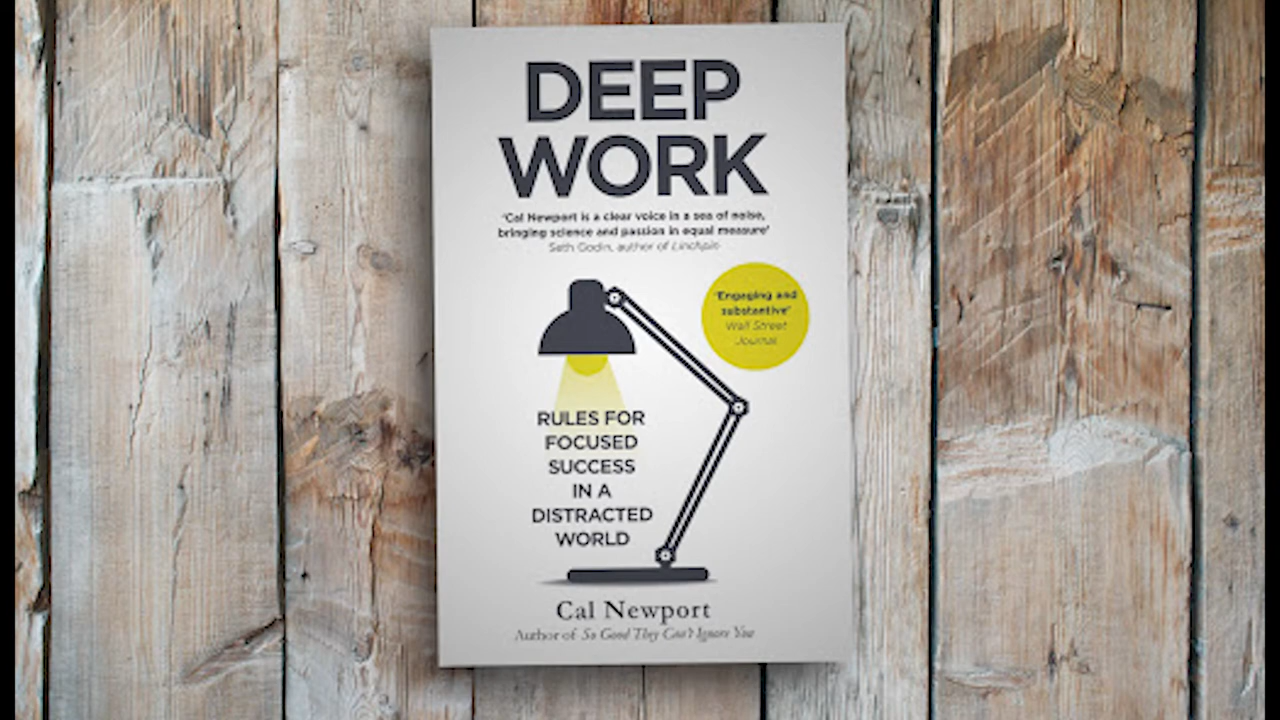 DEEP
WORK
'Cal Newport is a clear voice in a sea of noise,
bringing science and passion in equal measure'
Seth Godin, author of Linchpin
'Engaging and
substantive'
Wall Street
Journal
RULES FOR
FOCUSED
SUCCESS
IN A
DISTRACTED
WORLD
Cal Newport
Author of So Good They Can't Ignore You